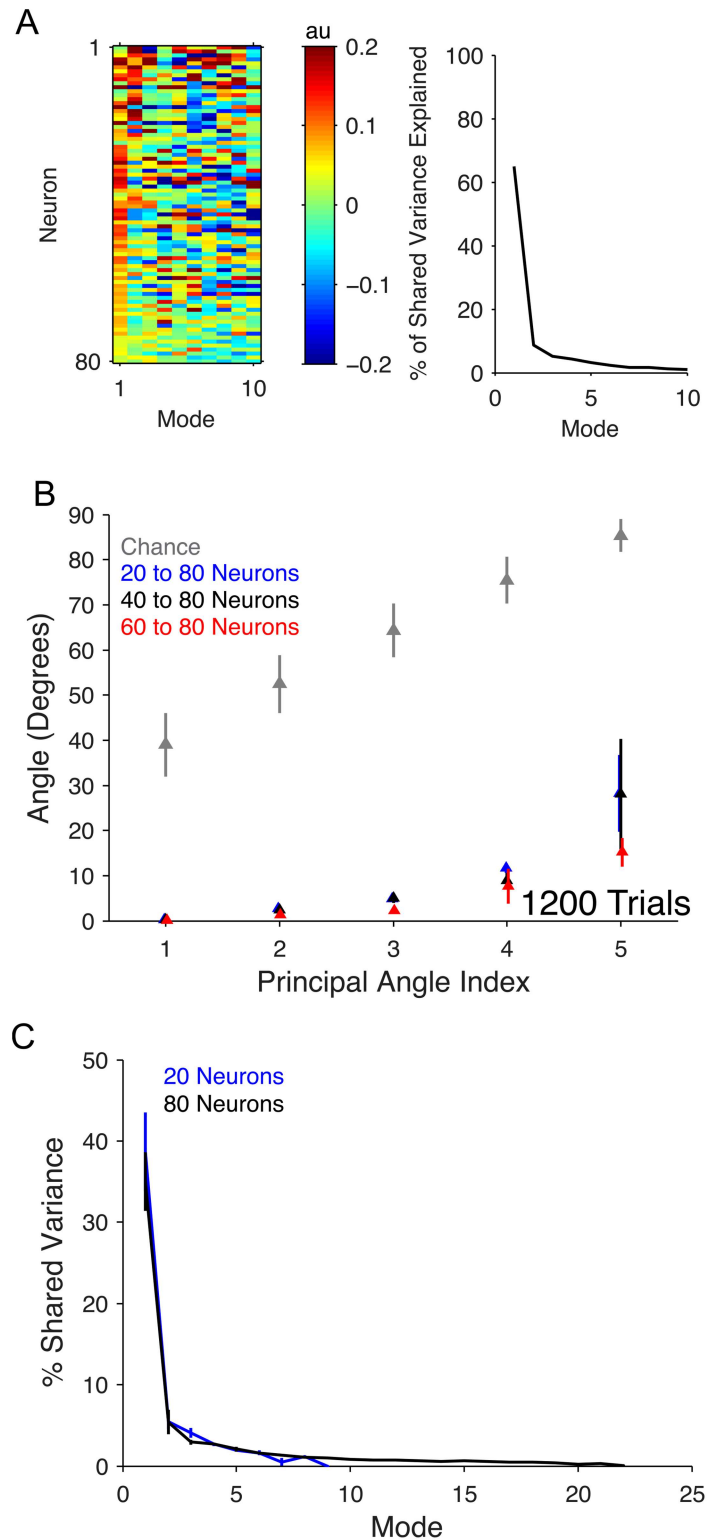 A
au
1
80
Neuron
1
10
Mode
0.2
0.1
0
−0.1
−0.2
% of Shared Variance Explained
100
80
60
40
20
0
0
5
10
Mode
B
90
80
70
60
50
40
30
20
10
0
Angle (Degrees)
Chance
20 to 80 Neurons
40 to 80 Neurons
60 to 80 Neurons
1200 Trials
1
2
3
4
5
Principal Angle Index
C
50
40
30
20
10
0
% Shared Variance
20 Neurons
80 Neurons
0
5
10
15
20
25
Mode